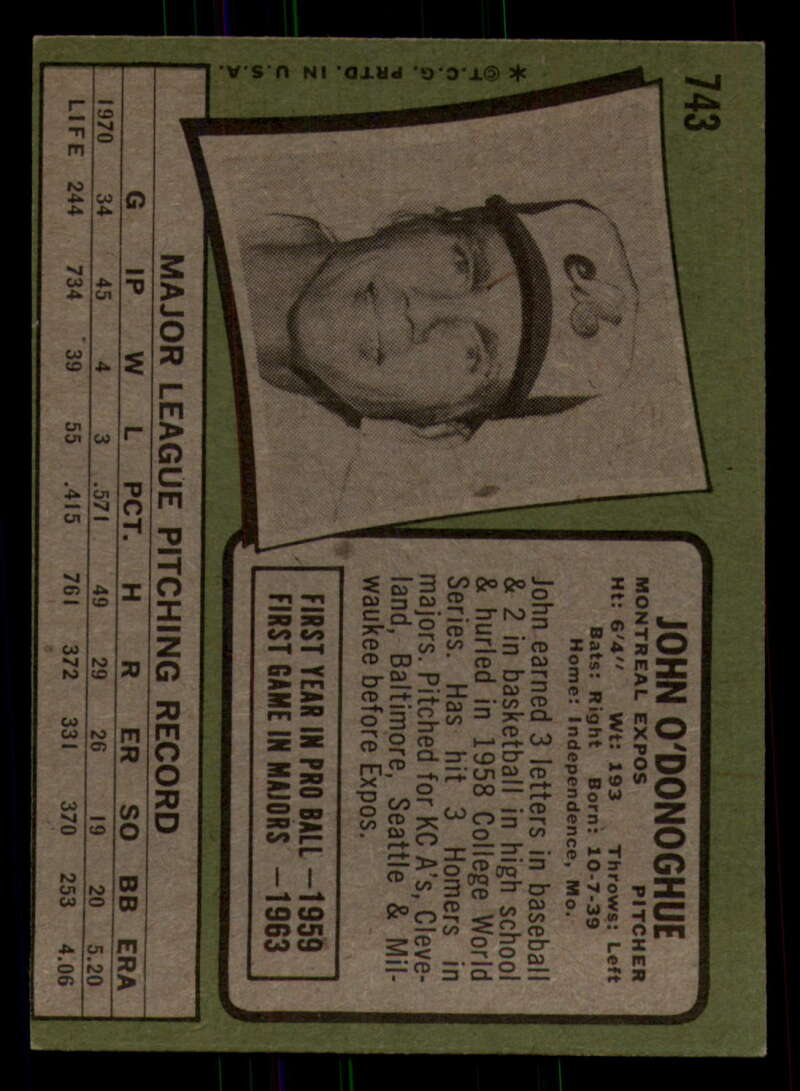 743
*©T.C.G. PRTD. IN U.S.A.
eb
JOHN O'DONOGHUE
MONTREAL EXPOS PITCHER
Ht: 6'4" Wt: 193 Throws: Left
Bats: Right Born: 10-7-39
Home: Independence, Mo.
John earned 3 letters in baseball
& 2 in basketball in high school
& hurled in 1958 College World
Series. Has hit 3 Homers in
majors. Pitched for KC A's, Cleve-
land, Baltimore, Seattle & Mil-
waukee before Expos.
FIRST YEAR IN PRO BALL—1959
FIRST GAME IN MAJORS —1963
MAJOR LEAGUE PITCHING RECORD
G IP W L PCT. H R ER SO BB ERA
1970 34 45 4 3 .571 49 29 26 19 20 5.20
LIFE 244 734 39 55 .415 761 372 331 370 253 4.06